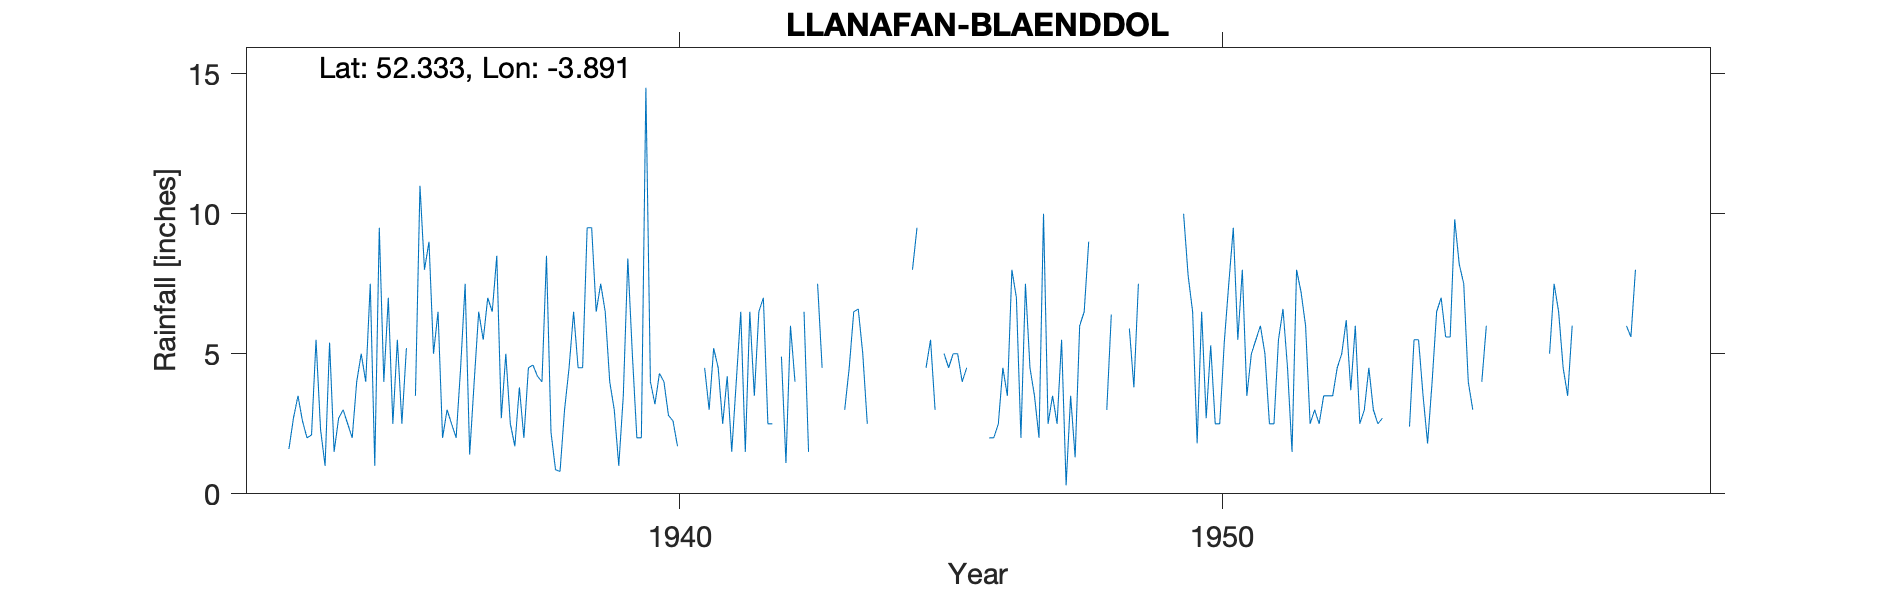 LLANAFAN-BLAENDDOL
Lat: 52.333, Lon: -3.891
15
10
5
0
Rainfall [inches]
1940
1950
Year